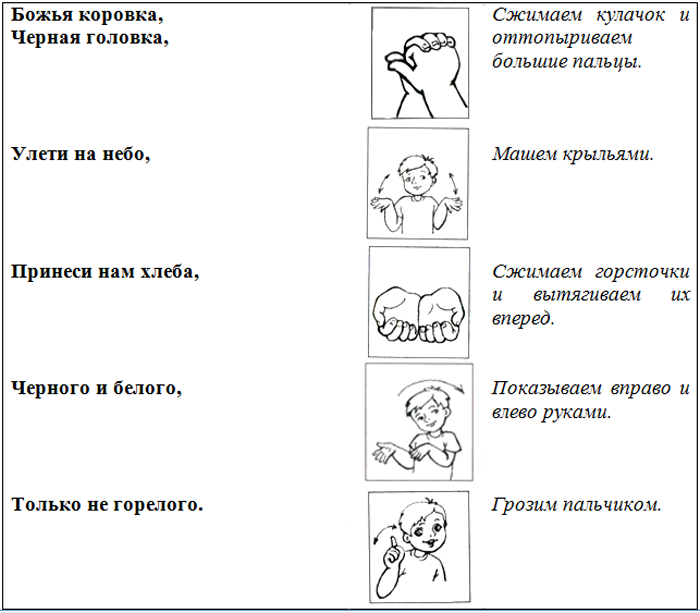 Божья коровка,
Черная головка,
Сжимаем кулачок и
оттопыриваем
большие пальцы.
Улети на небо,
Машем крыльями.
Принеси нам хлеба,
Сжимаем горсточки
и вытягиваем их
вперед.
Черного и белого,
Показываем вправо и
влево руками.
Только не горелого.
Грозим пальчиком.